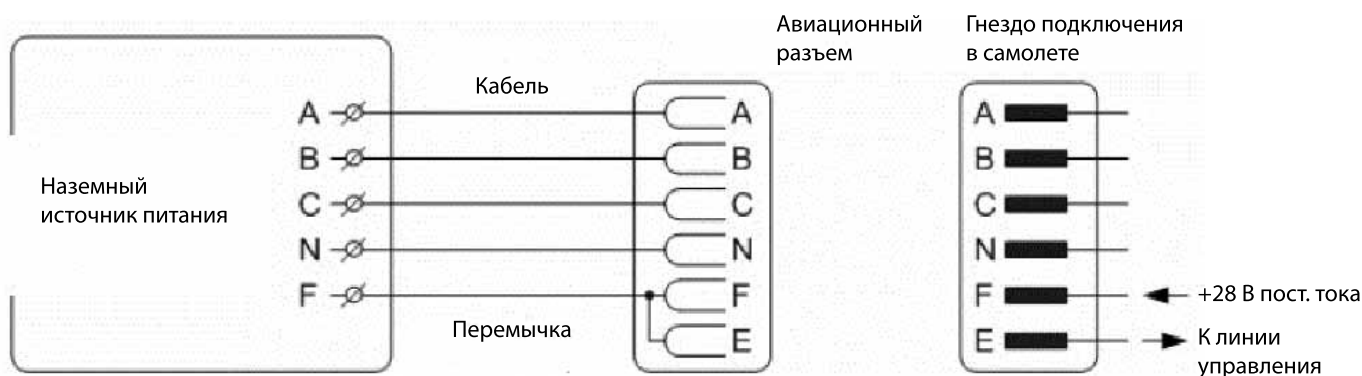 Авиационный
разъем
Гнездо подключения
в самолете
Кабель
A
B
C
N
F
Наземный
источник питания
Перемычка
A
B
C
N
F
E
A
B
C
N
F
E
+28 В пост. тока
К линии
управления